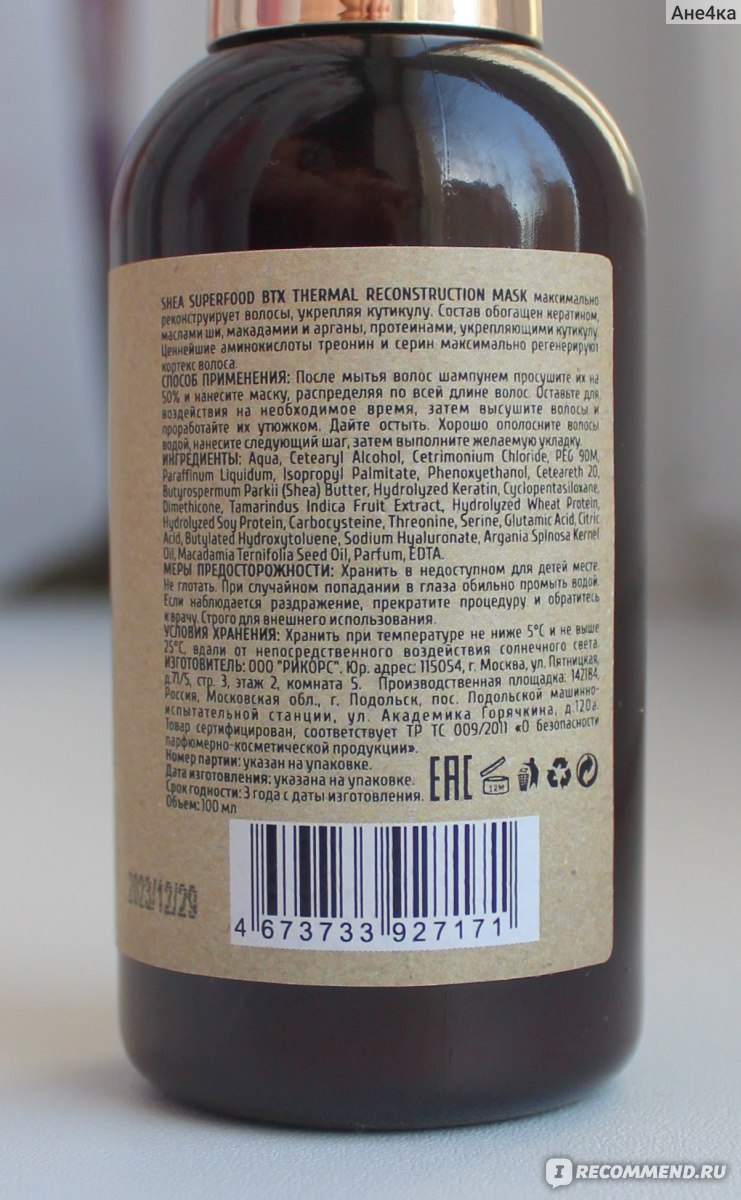 Ане4ка
SHEA SUPERFOOD BTX THERMAL RECONSTRUCTION MASK максимально
реконструирует волосы, укрепляя кутикулу. Состав обогащен кератином,
маслами ши, макадамии и арганы, протеинами, укрепляющими кутикулу.
Ценнейшие аминокислоты треонин и серин максимально регенерируют
кортекс волоса.
СПОСОБ ПРИМЕНЕНИЯ: После мытья волос шампунем просушите их на
50% и нанесите маску, распределяя по всей длине волос. Оставьте для
воздействия на необходимое время, затем высушите волосы и
проработайте их утюжком. Дайте остыть. Хорошо ополосните волосы
водой, нанесите следующий шаг, затем выполните желаемую укладку.
ИНГРЕДИЕНТЫ: Aqua, Cetearyl Alcohol, Cetrimonium Chloride, PEG 90M,
Paraffinum Liquidum, Isopropyl Palmitate, Phenoxyethanol, Ceteareth 20,
Butyrospermum Parkii (Shea) Butter, Hydrolyzed Keratin, Cyclopentasiloxane,
Dimethicone, Tamarindus Indica Fruit Extract, Hydrolyzed Wheat Protein,
Hydrolyzed Soy Protein, Carbocysteine, Threonine, Serine, Glutamic Acid, Citric
Acid, Butylated Hydroxytoluene, Sodium Hyaluronate, Argania Spinosa Kernel
Oil, Macadamia Ternifolia Seed Oil, Parfum, EDTA.
МЕРЫ ПРЕДОСТОРОЖНОСТИ: Хранить в недоступном для детей месте.
Не глотать. При случайном попадании в глаза обильно промыть водой.
Если наблюдается раздражение, прекратите процедуру и обратитесь
к врачу. Строго для внешнего использования.
УСЛОВИЯ ХРАНЕНИЯ: Хранить при температуре не ниже 5°С и не выше
25°С, вдали от непосредственного воздействия солнечного света.
ИЗГОТОВИТЕЛЬ: ООО "РИКОРС". Юр. адрес: 115054, г. Москва, ул. Пятницкая,
д.71/5, стр. 3, этаж 2, комната 5. Производственная площадка: 142184,
Россия, Московская обл., г. Подольск, пос. Подольской машинно-
испытательной станции, ул. Академика Горячкина, д.120а.
Товар сертифицирован, соответствует ТР ТС 009/2011 «О безопасности
парфюмерно-косметической продукции».
Номер партии: указан на упаковке.
Дата изготовления: указана на упаковке.
Срок годности: 3 года с даты изготовления.
Объем: 100 мл
EAC
12M
2023/12/29
4 673733 927171
IRECOMMEND.RU